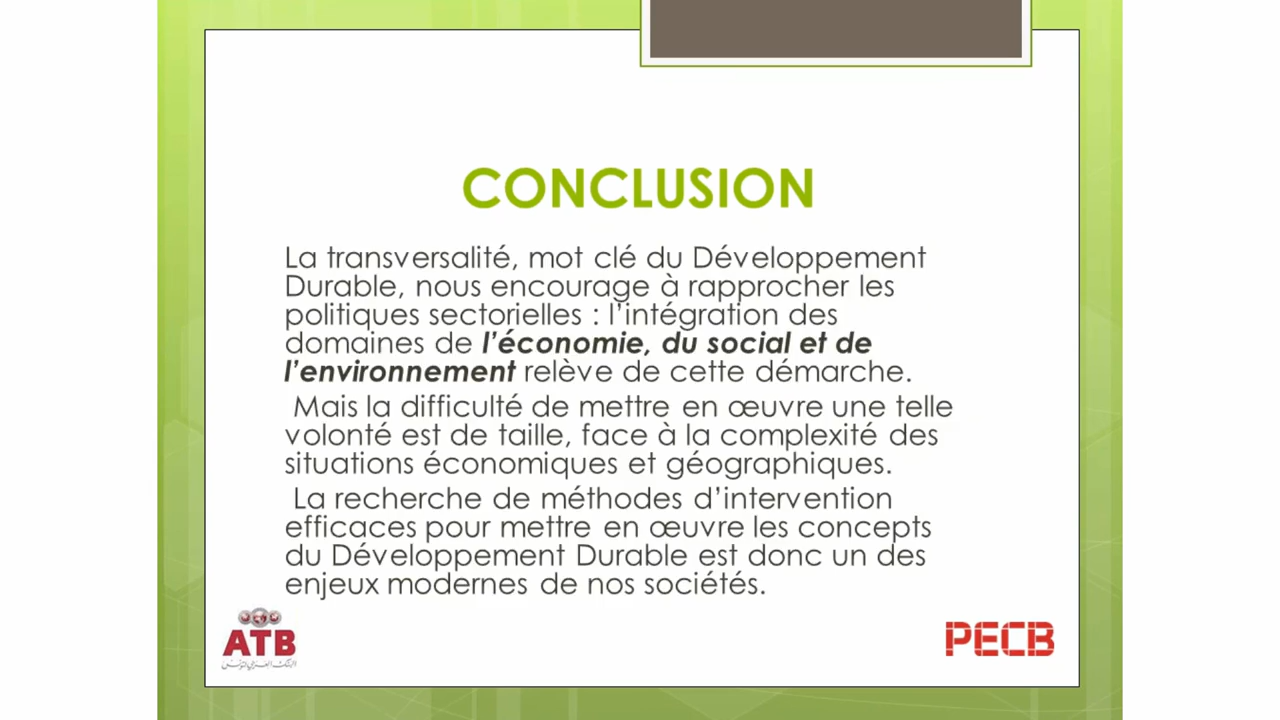 CONCLUSION
La transversalité, mot clé du Développement
Durable, nous encourage à rapprocher les
politiques sectorielles : l’intégration des
domaines de l’économie, du social et de
l’environnement relève de cette démarche.
Mais la difficulté de mettre en œuvre une telle
volonté est de taille, face à la complexité des
situations économiques et géographiques.
La recherche de méthodes d’intervention
efficaces pour mettre en œuvre les concepts
du Développement Durable est donc un des
enjeux modernes de nos sociétés.
ATB
PECB